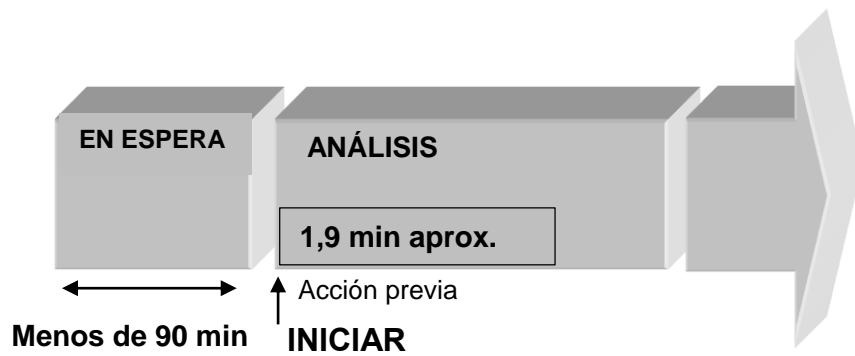 EN ESPERA
ANÁLISIS
1,9 min aprox.
Acción previa
Menos de 90 min
INICIAR